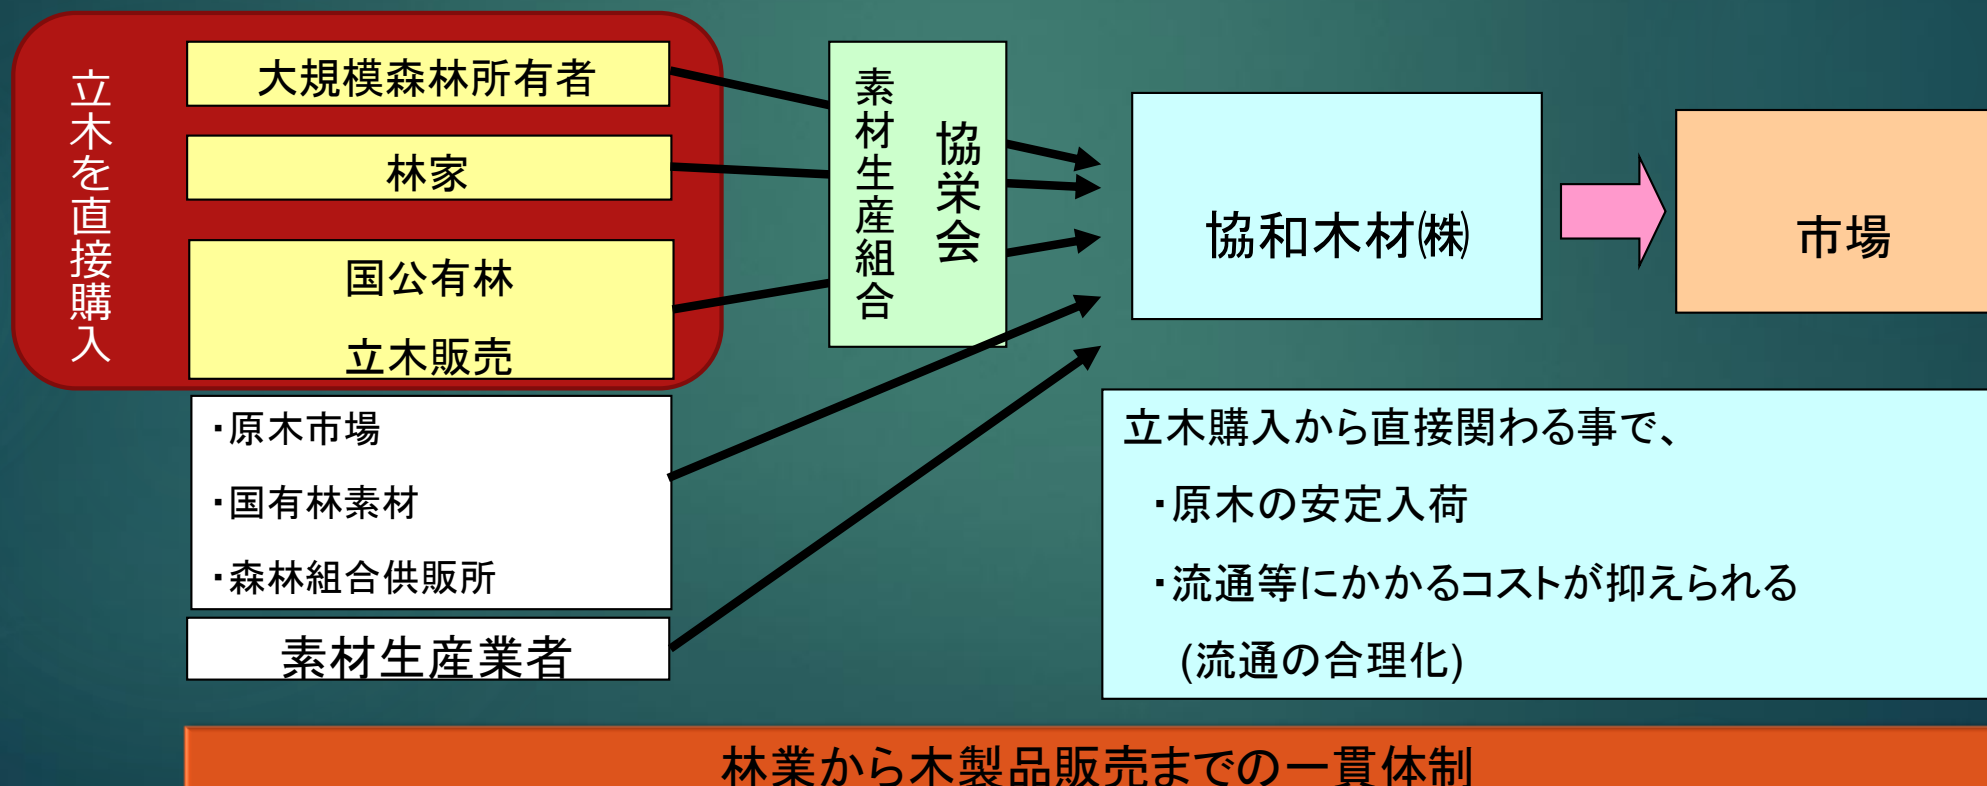 立木を直接購入
大規模森林所有者
林家
国公有林
立木販売
・原木市場
・国有林素材
・森林組合供販所
素材生産業者
協栄会
素材生産組合
協和木材㈱
市場
立木購入から直接関わる事で、
・原木の安定入荷
・流通等にかかるコストが抑えられる
(流通の合理化)
林業から木製品販売までの一貫体制